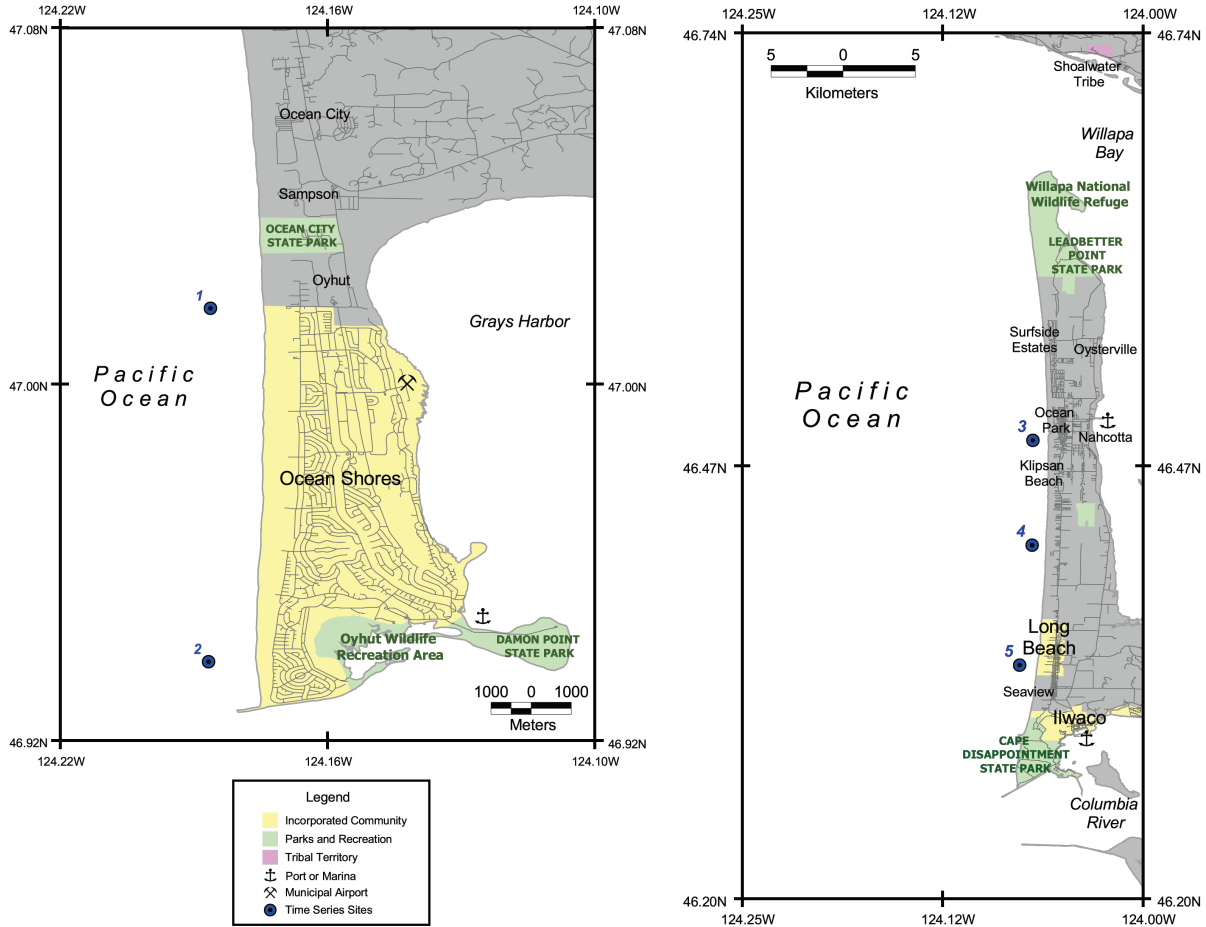 124.22W
124.16W
124.10W
47.08N
47.08N
Ocean City
Sampson
OCEAN CITY
STATE PARK
Oyhut
1
Grays Harbor
Pacific
Ocean
47.00N
47.00N
Ocean Shores
2
Oyhut Wildlife
Recreation Area
DAMON POINT
STATE PARK
1000 0 1000
Meters
46.92N
46.92N
124.22W
124.16W
124.10W
Legend
Incorporated Community
Parks and Recreation
Tribal Territory
Port or Marina
Municipal Airport
Time Series Sites
124.25W
124.12W
124.00W
46.74N
46.74N
5 0 5
Kilometers
Shoalwater
Tribe
Willapa
Bay
Willapa National
Wildlife Refuge
LEADBETTER
POINT
STATE PARK
Surfside
Estates
Oysterville
Pacific
Ocean
Ocean
Park
3
Nahcotta
46.47N
46.47N
Klipsan
Beach
4
Long
Beach
5
Seaview
Ilwaco
CAPE
DISAPPOINTMENT
STATE PARK
Columbia
River
46.20N
46.20N
124.25W
124.12W
124.00W